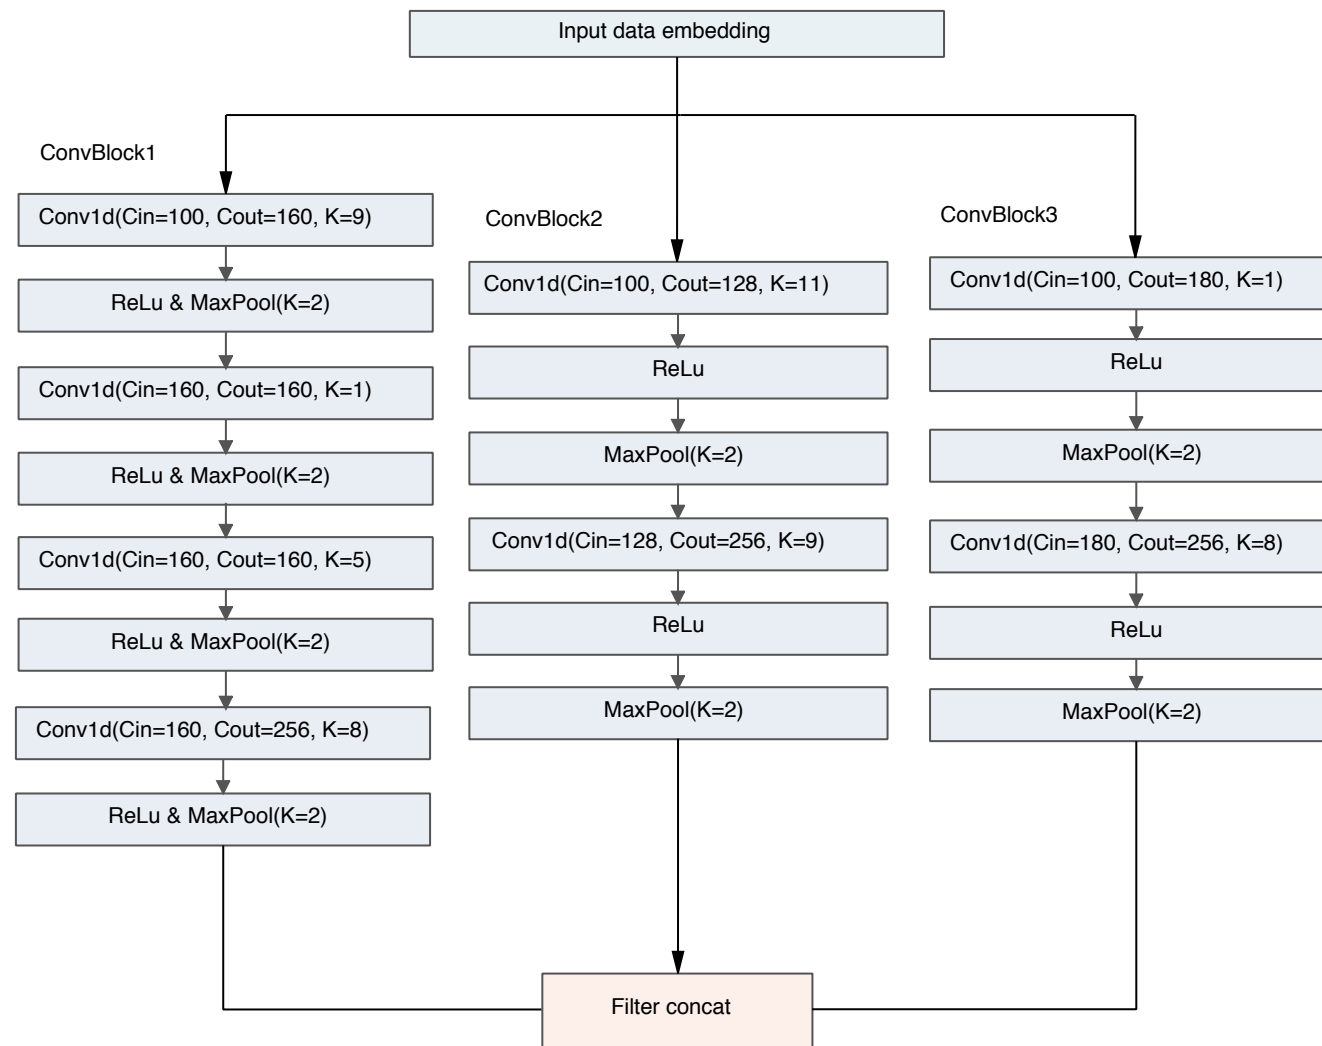 Input data embedding
ConvBlock1
Conv1d(Cin=100, Cout=160, K=9)
ReLu & MaxPool(K=2)
Conv1d(Cin=160, Cout=160, K=1)
ReLu & MaxPool(K=2)
Conv1d(Cin=160, Cout=160, K=5)
ReLu & MaxPool(K=2)
Conv1d(Cin=160, Cout=256, K=8)
ReLu & MaxPool(K=2)
ConvBlock2
Conv1d(Cin=100, Cout=128, K=11)
ReLu
MaxPool(K=2)
Conv1d(Cin=128, Cout=256, K=9)
ReLu
MaxPool(K=2)
ConvBlock3
Conv1d(Cin=100, Cout=180, K=1)
ReLu
MaxPool(K=2)
Conv1d(Cin=180, Cout=256, K=8)
ReLu
MaxPool(K=2)
Filter concat